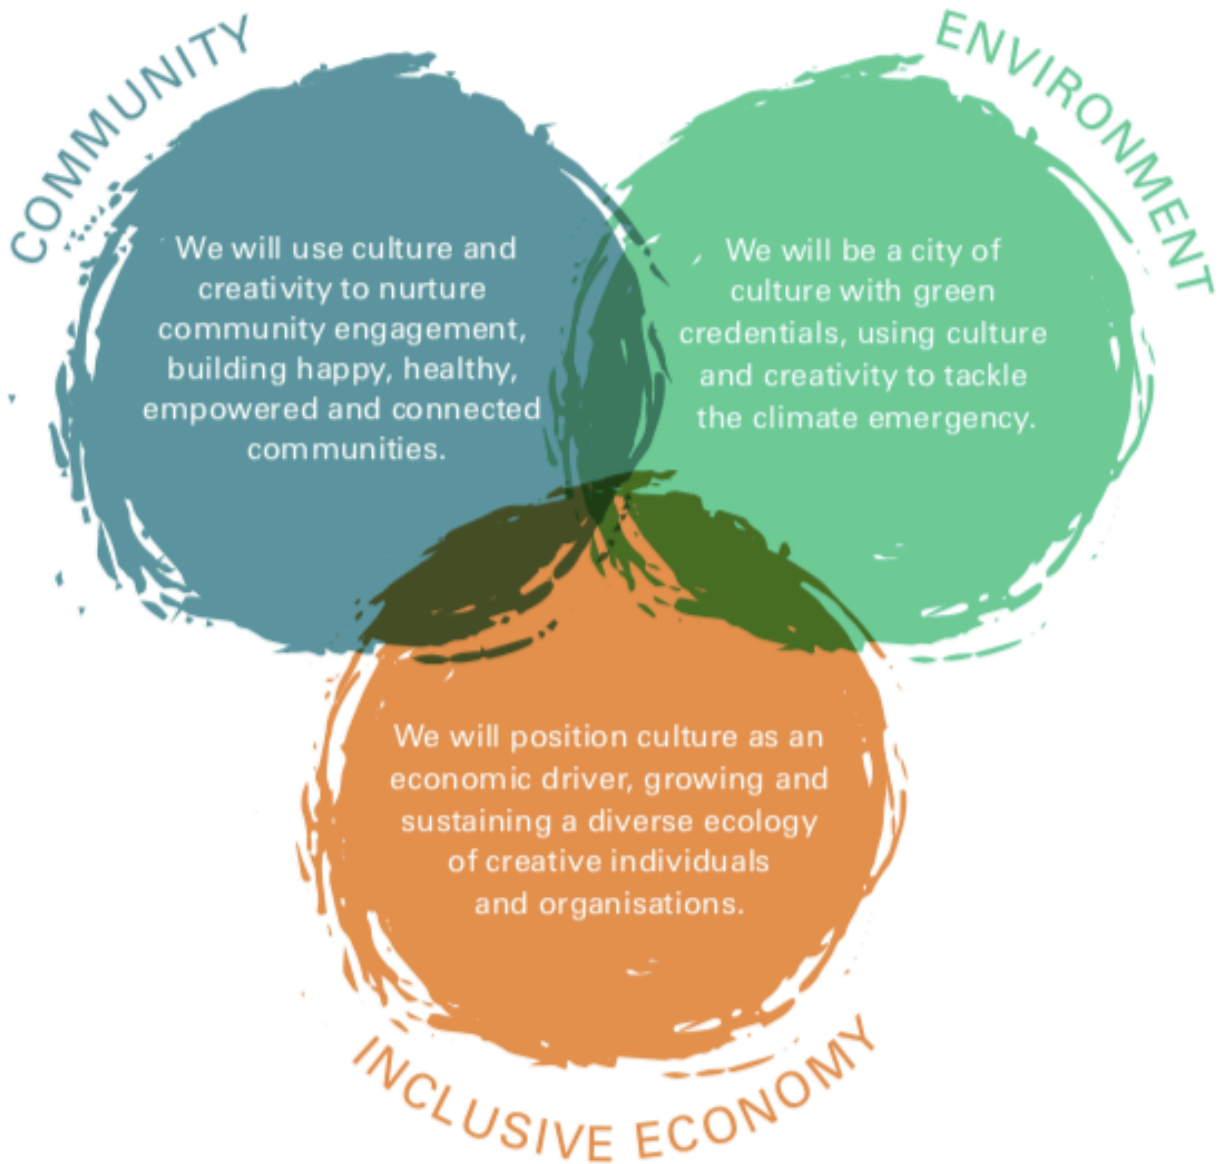 COMMUNITY
We will use culture and
creativity to nurture
community engagement,
building happy, healthy,
empowered and connected
communities.
ENVIRONMENT
We will be a city of
culture with green
credentials, using culture
and creativity to tackle
the climate emergency.
We will position culture as an
economic driver, growing and
sustaining a diverse ecology
of creative individuals
and organisations.
INCLUSIVE ECONOMY